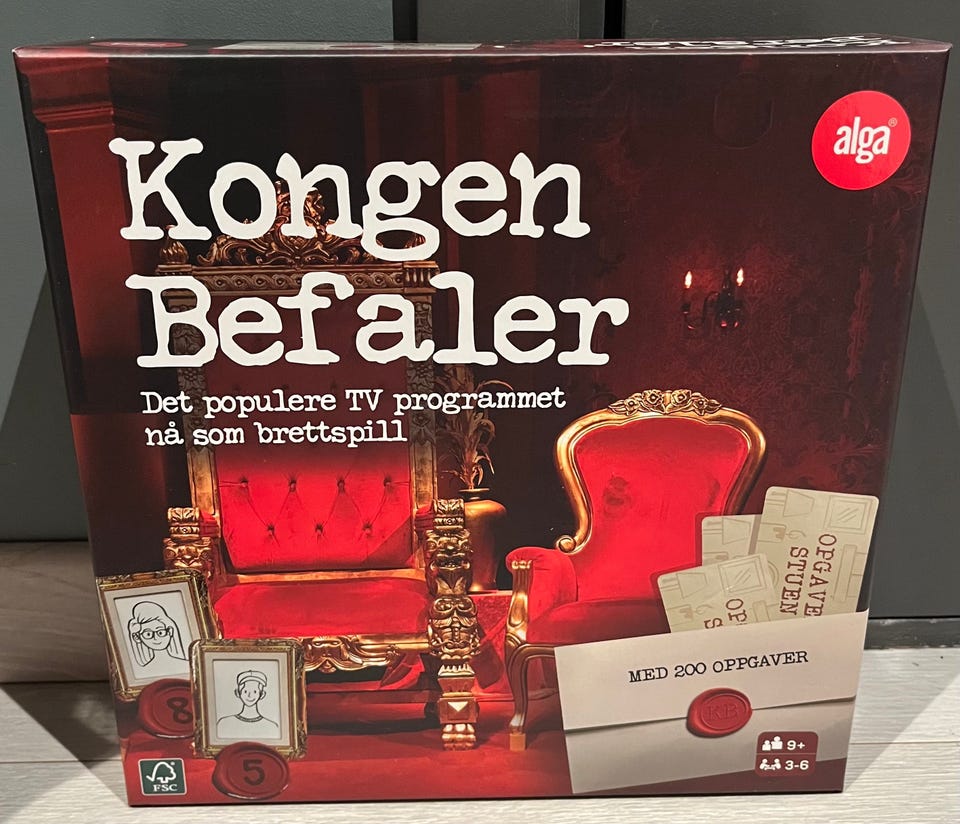 alga®
Kongen
Befaler
Det populere TV programmet
nå som brettspill
OPPGAVER
STUEN
MED 200 OPPGAVER
KB
8
5
9+
3-6
FSC